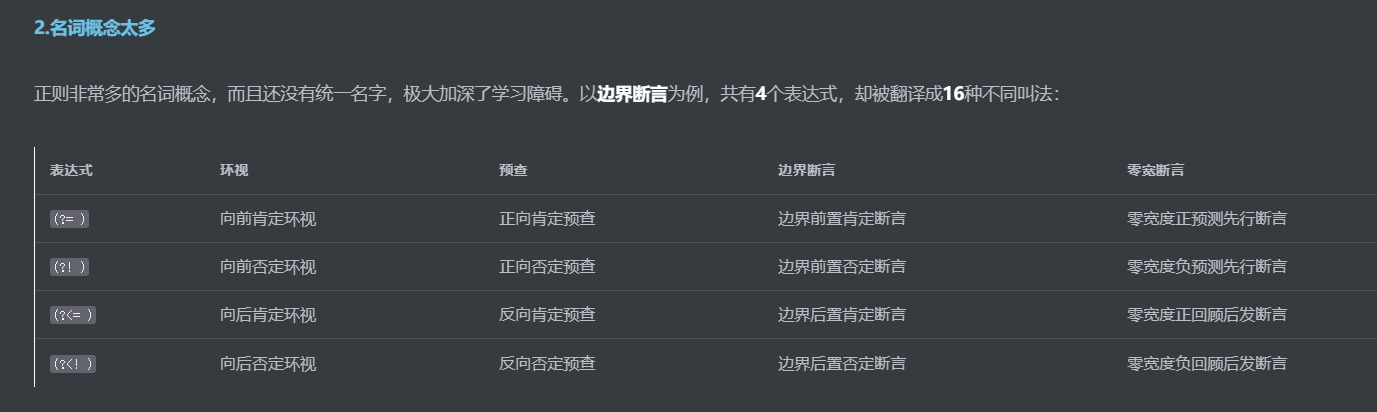 2.名词概念太多
正则非常多的名词概念，而且还没有统一名字，极大加深了学习障碍。以边界断言为例，共有4个表达式，却被翻译成16种不同叫法：
表达式 环视 预查 边界断言 零宽断言
(?= ) 向前肯定环视 正向肯定预查 边界前置肯定断言 零宽度正预测先行断言
(?! ) 向前否定环视 正向否定预查 边界前置否定断言 零宽度负预测先行断言
(?<= ) 向后肯定环视 反向肯定预查 边界后置肯定断言 零宽度正回顾后发断言
(?<! ) 向后否定环视 反向否定预查 边界后置否定断言 零宽度负回顾后发断言